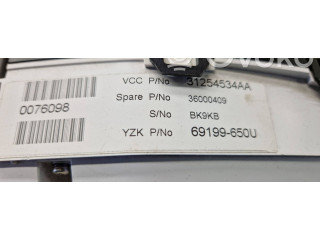 VCC P/No 31254534AA
0076098
Spare P/No 36000409
S/No BK9KB
YZK P/No 69199-650U